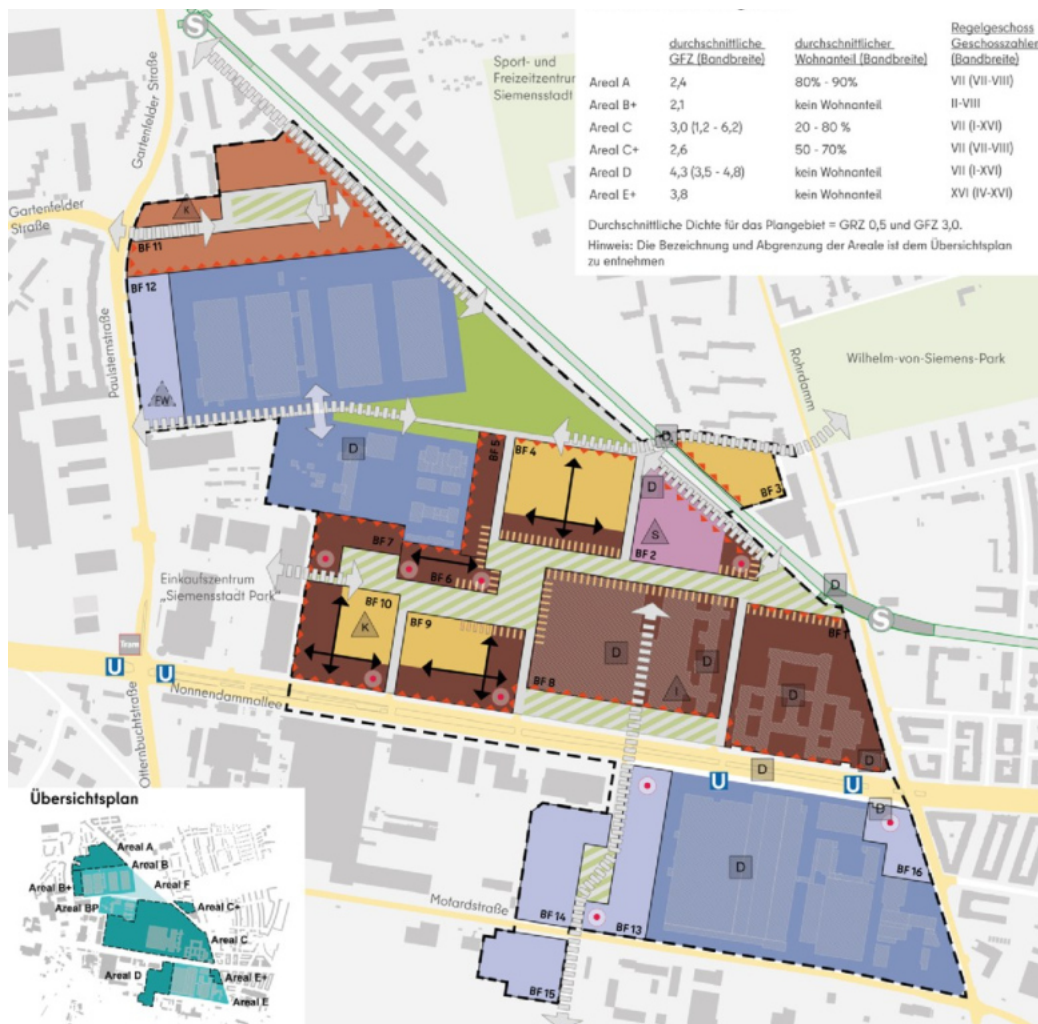 durchschnittliche
GFZ (Bandbreite)
durchschnittlicher
Wohnanteil (Bandbreite)
Regelgeschoss
Geschosszahlen
(Bandbreite)
Areal A 2,4 80% - 90% VII (VII-VIII)
Areal B+ 2,1 kein Wohnanteil II-VIII
Areal C 3,0 (1,2 - 6,2) 20 - 80 % VII (I-XVI)
Areal C+ 2,6 50 - 70% VII (VII-VIII)
Areal D 4,3 (3,5 - 4,8) kein Wohnanteil VII (I-XVI)
Areal E+ 3,8 kein Wohnanteil XVI (IV-XVI)
Durchschnittliche Dichte für das Plangebiet = GRZ 0,5 und GFZ 3,0.
Hinweis: Die Bezeichnung und Abgrenzung der Areale ist dem Übersichtsplan
zu entnehmen
S
Gartenfelder Straße
Sport- und
Freizeitzentrum
Siemensstadt
Gartenfelder
Straße
K
BF 11
BF 12
Paulsternstraße
FW
Rohrdamm
Wilhelm-von-Siemens-Park
D
D
BF 5
BF 4
BF 3
D
S
BF 2
BF 7
BF 6
Einkaufszentrum
„Siemensstadt Park"
BF 10
K
BF 9
D
BF 8
D
I
D
S
BF 1
D
D
Tram
U
U
Nonnendammallee
Otternbuchtstraße
U
D
U
D
D
BF 16
Motardstraße
BF 14
BF 13
BF 15
Übersichtsplan
Areal A
Areal B
Areal F
Areal B+
Areal BP
Areal C+
Areal C
Areal D
Areal E+
Areal E